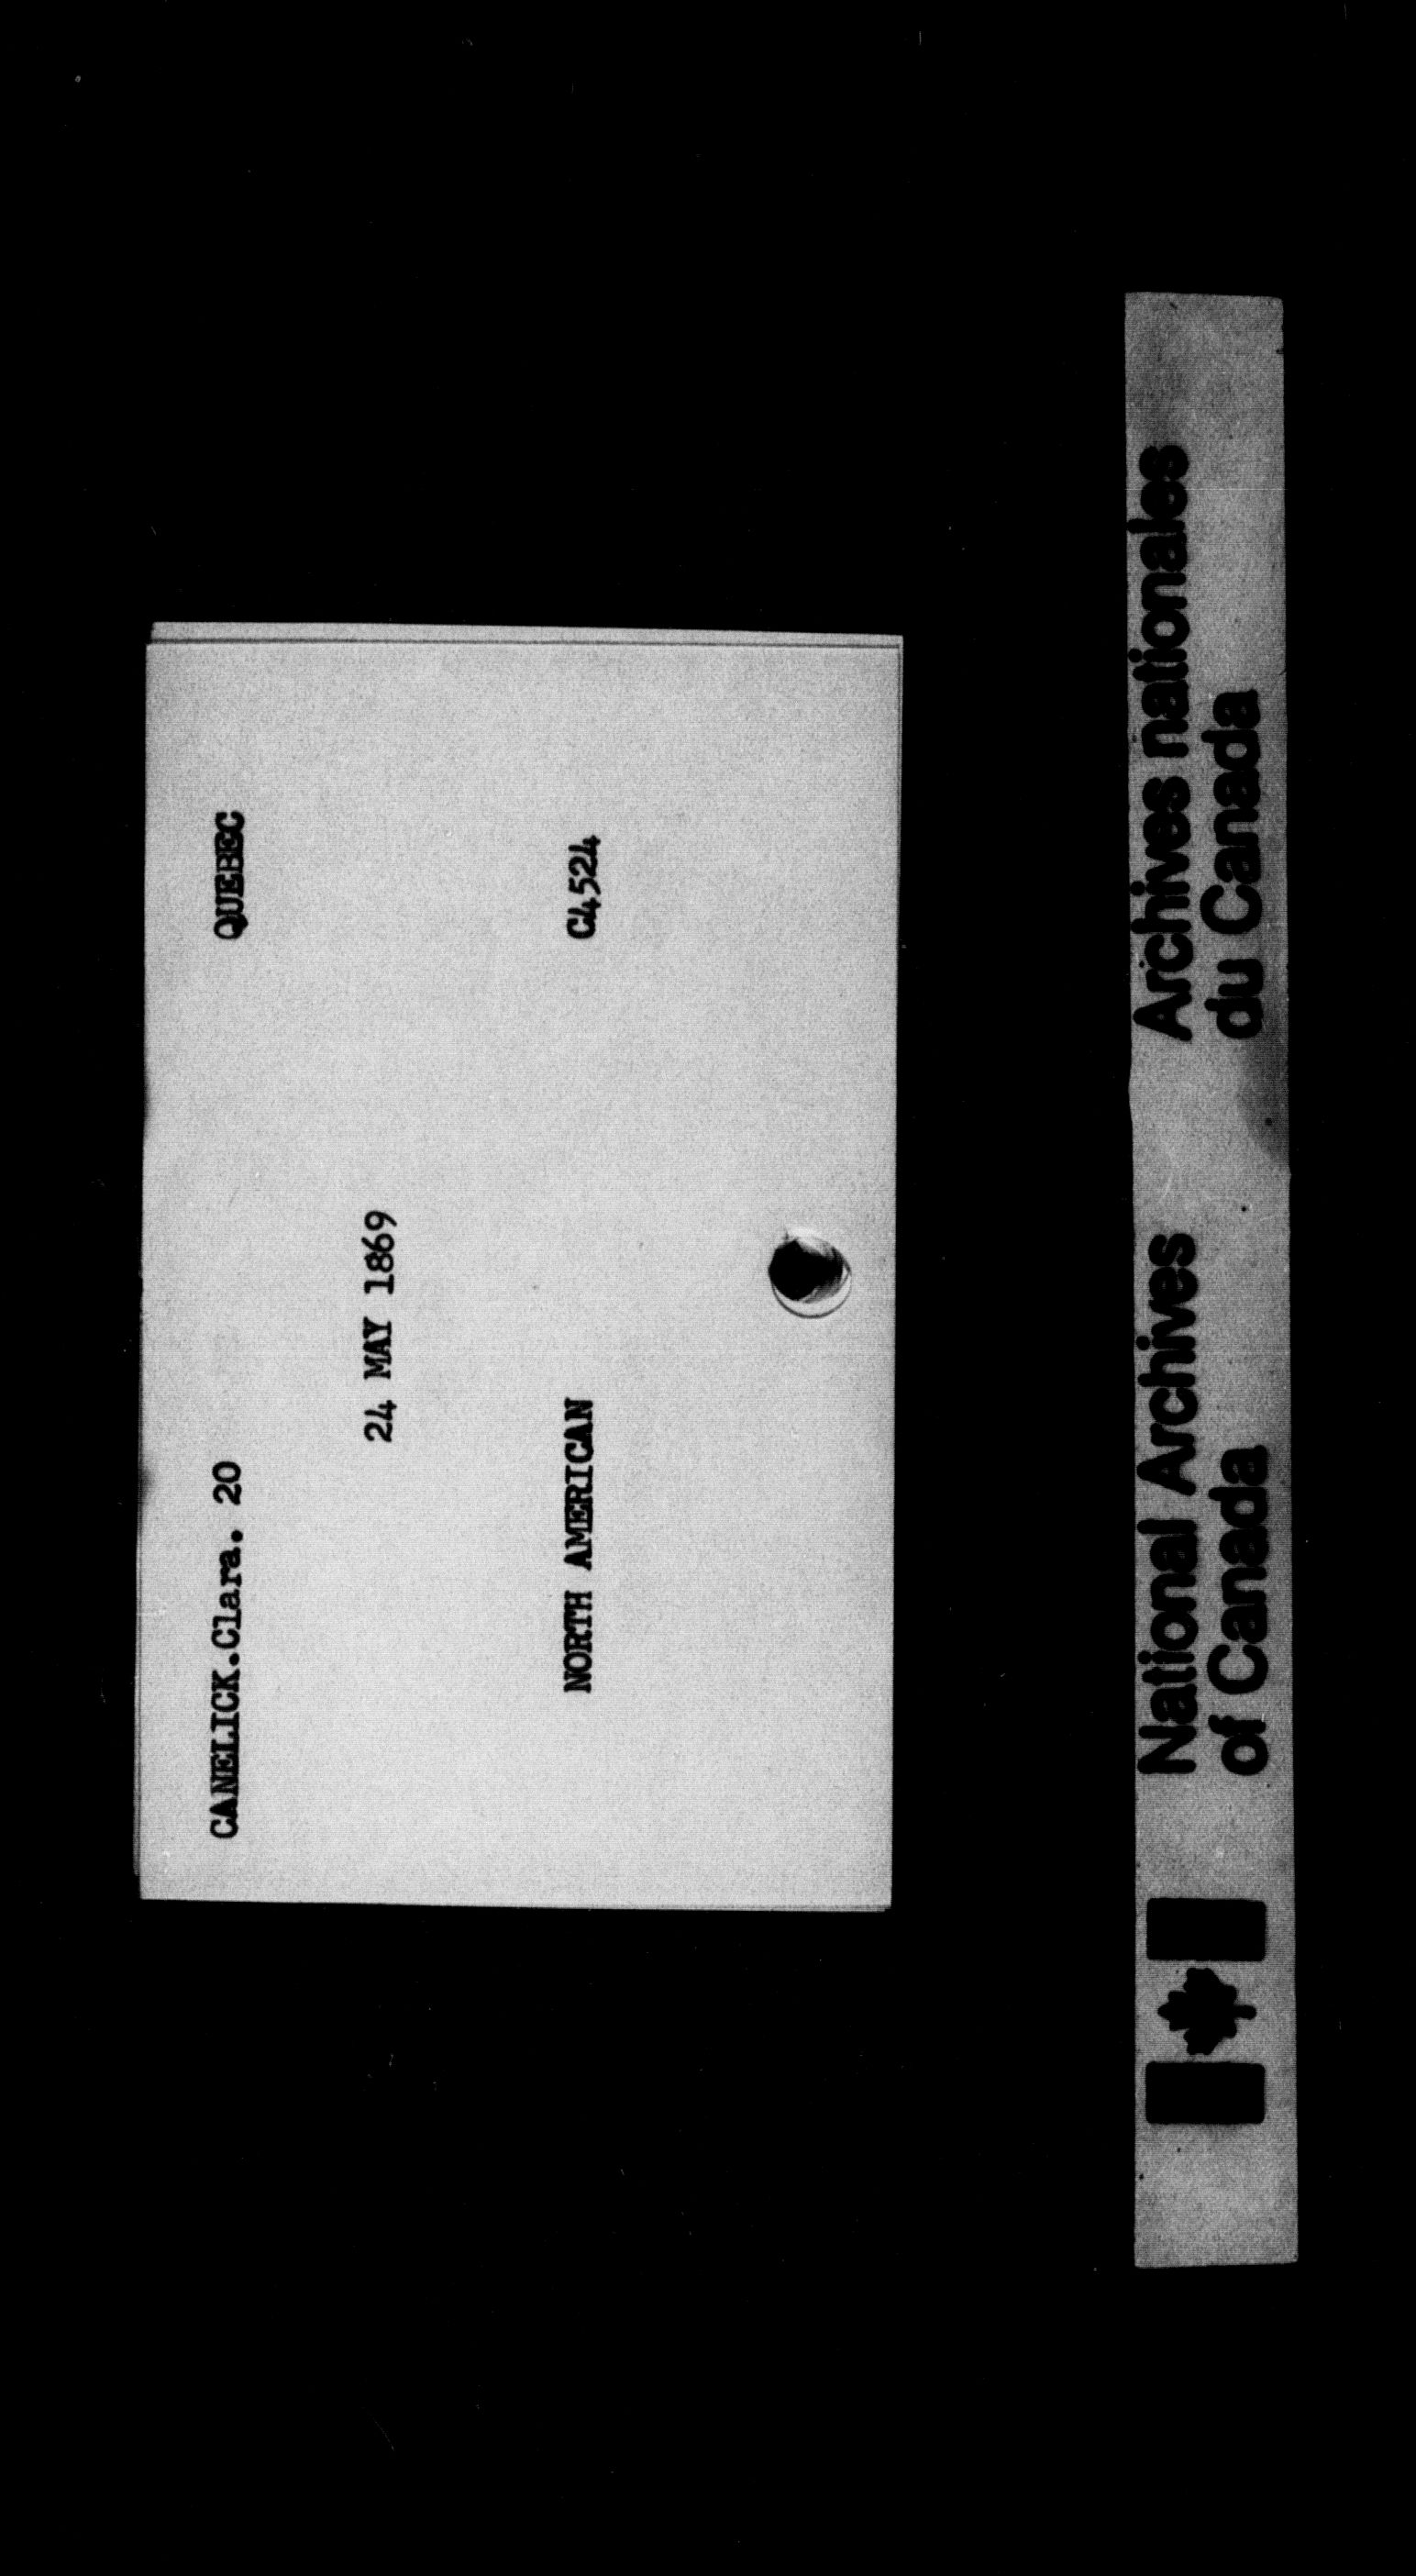 CANELICK.Clara. 20 QUEBEC
24 MAY 1869
NORTH AMERICAN C4524
National Archives
of Canada
Archives nationales
du Canada